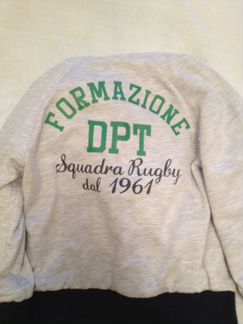 FORMAZIONE
DPT
Squadra Rugby
dal 1961